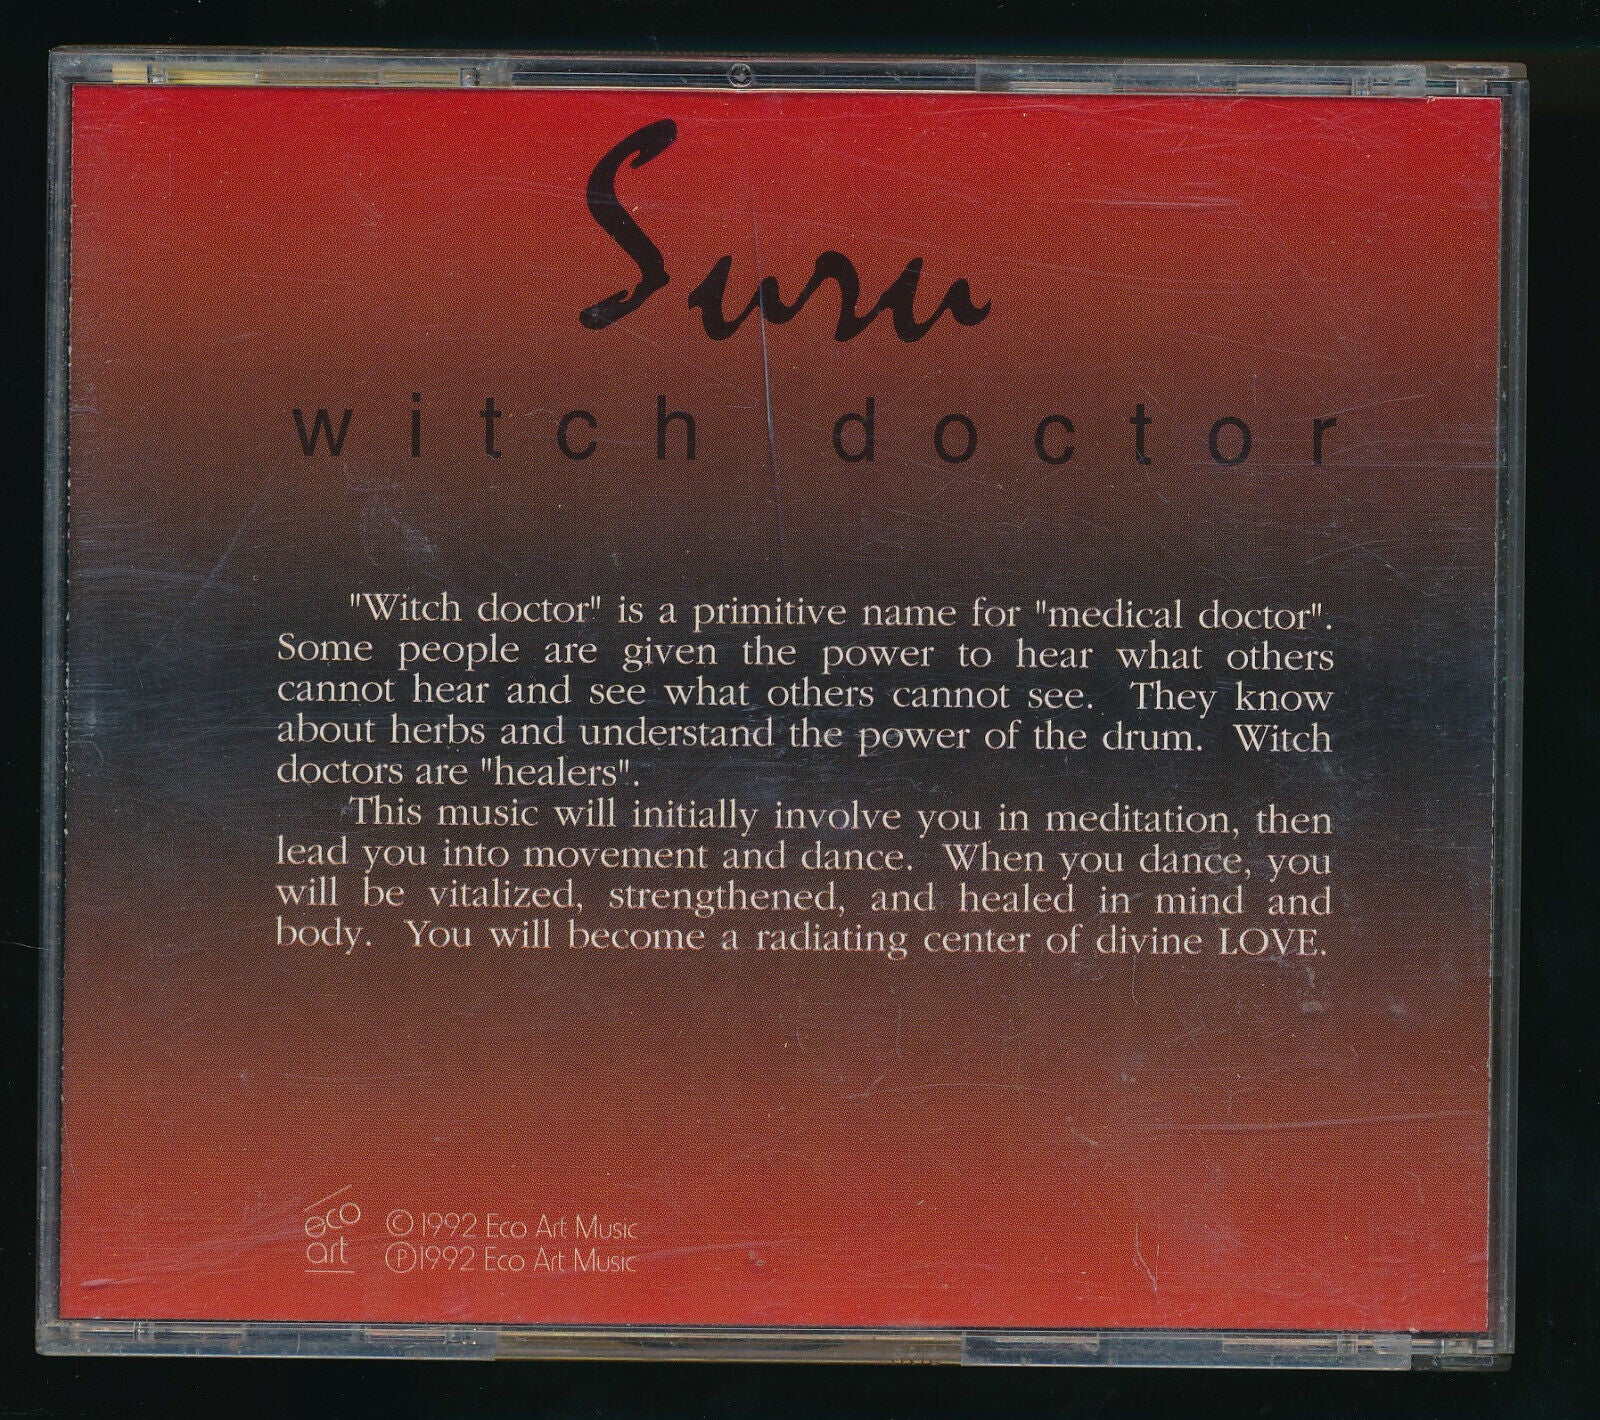 Suru
witch doctor
"Witch doctor" is a primitive name for "medical doctor".
Some people are given the power to hear what others
cannot hear and see what others cannot see. They know
about herbs and understand the power of the drum. Witch
doctors are "healers".
This music will initially involve you in meditation, then
lead you into movement and dance. When you dance, you
will be vitalized, strengthened, and healed in mind and
body. You will become a radiating center of divine LOVE.
eco
art
© 1992 Eco Art Music
℗1992 Eco Art Music